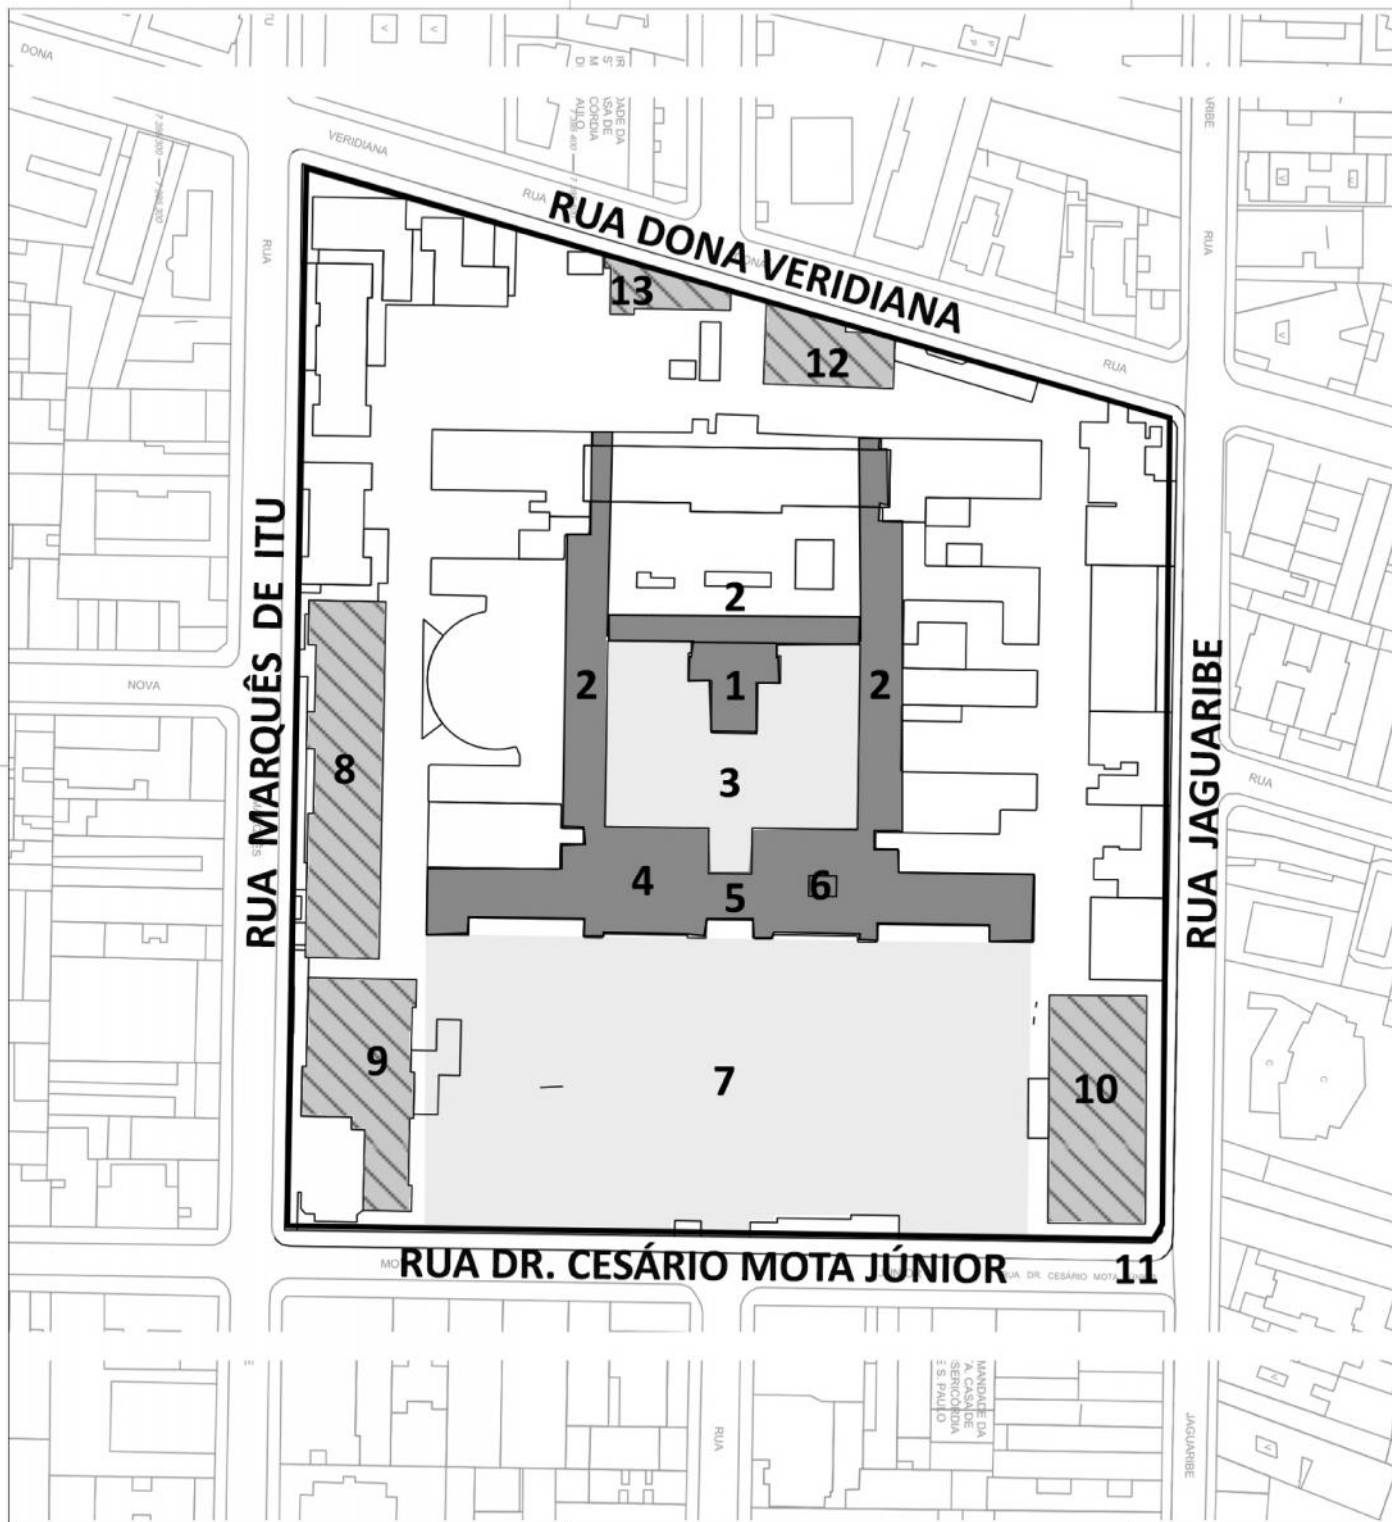 DONA
VERIDIANA
RUA
RUA DONA VERIDIANA
RUA
RUA
RUA
13
12
RUA MARQUÊS DE ITU
2
2
1
2
NOVA
8
3
RUA JAGUARIBE
RUA
4
5
6
9
7
10
C
C
RUA DR. CESÁRIO MOTA JÚNIOR
11
RUA DR. CESÁRIO MOTA
RUA
JAGUARIBE